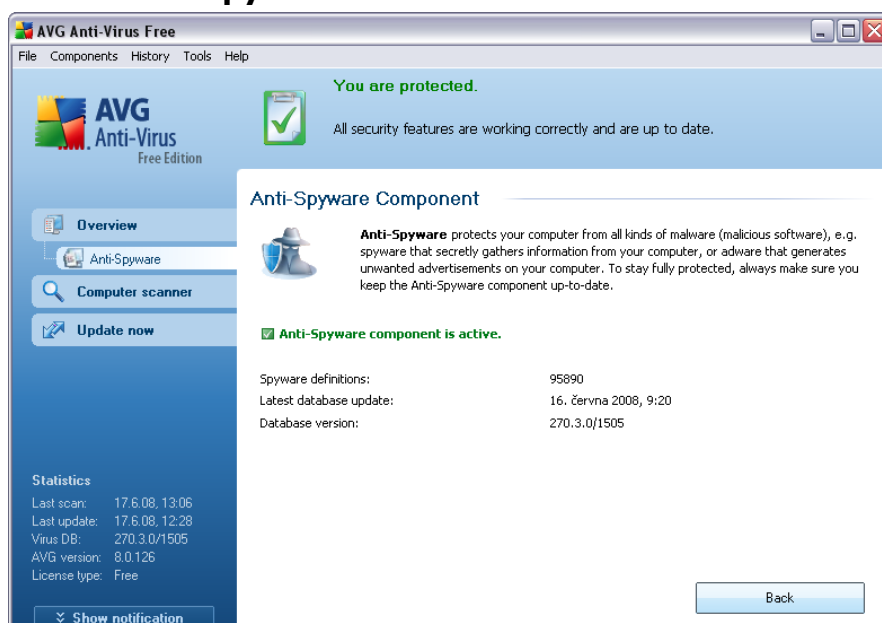 AVG Anti-Virus Free
File Components History Tools Help
AVG
Anti-Virus
Free Edition
You are protected.
All security features are working correctly and are up to date.
Overview
Anti-Spyware
Computer scanner
Update now
Anti-Spyware Component
Anti-Spyware protects your computer from all kinds of malware (malicious software), e.g.
spyware that secretly gathers information from your computer, or adware that generates
unwanted advertisements on your computer. To stay fully protected, always make sure you
keep the Anti-Spyware component up-to-date.
Anti-Spyware component is active.
Spyware definitions: 95890
Latest database update: 16. června 2008, 9:20
Database version: 270.3.0/1505
Statistics
Last scan: 17.6.08, 13:06
Last update: 17.6.08, 12:28
Virus DB: 270.3.0/1505
AVG version: 8.0.126
License type: Free
Show notification
Back